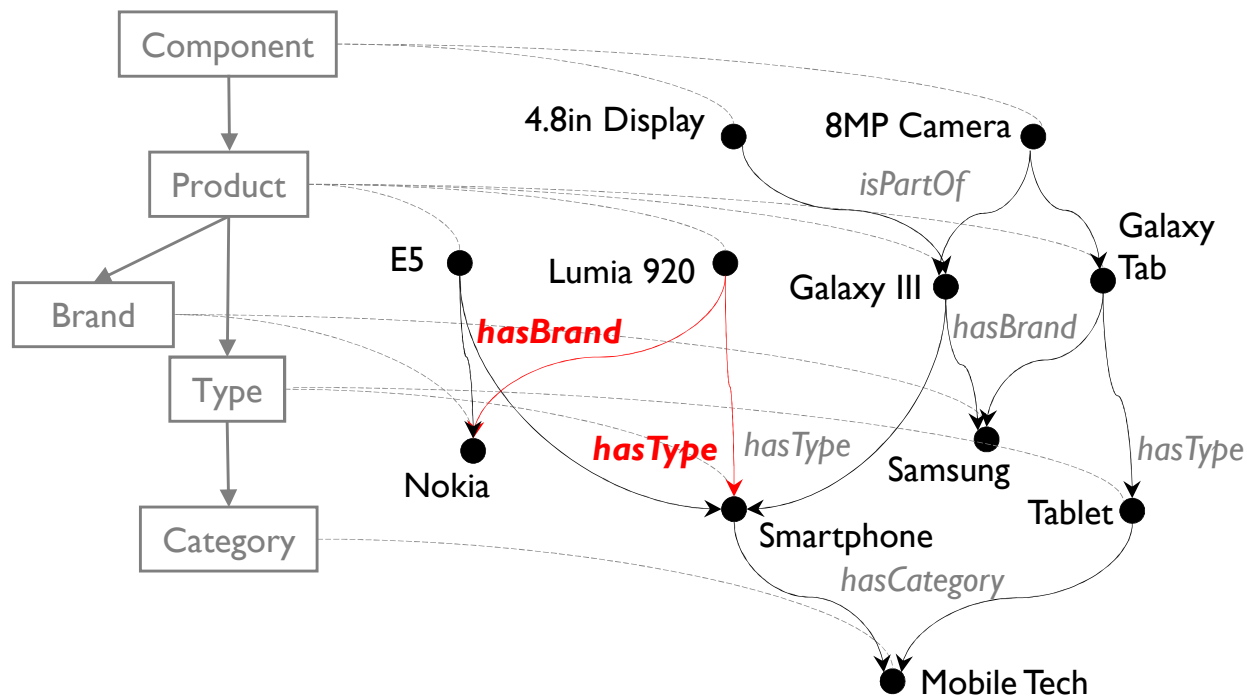 Component
4.8in Display
8MP Camera
Product
isPartOf
Galaxy
Tab
E5
Lumia 920
Galaxy III
Brand
hasBrand
hasBrand
Type
hasType
hasType
hasType
Samsung
Nokia
Tablet
Category
Smartphone
hasCategory
Mobile Tech